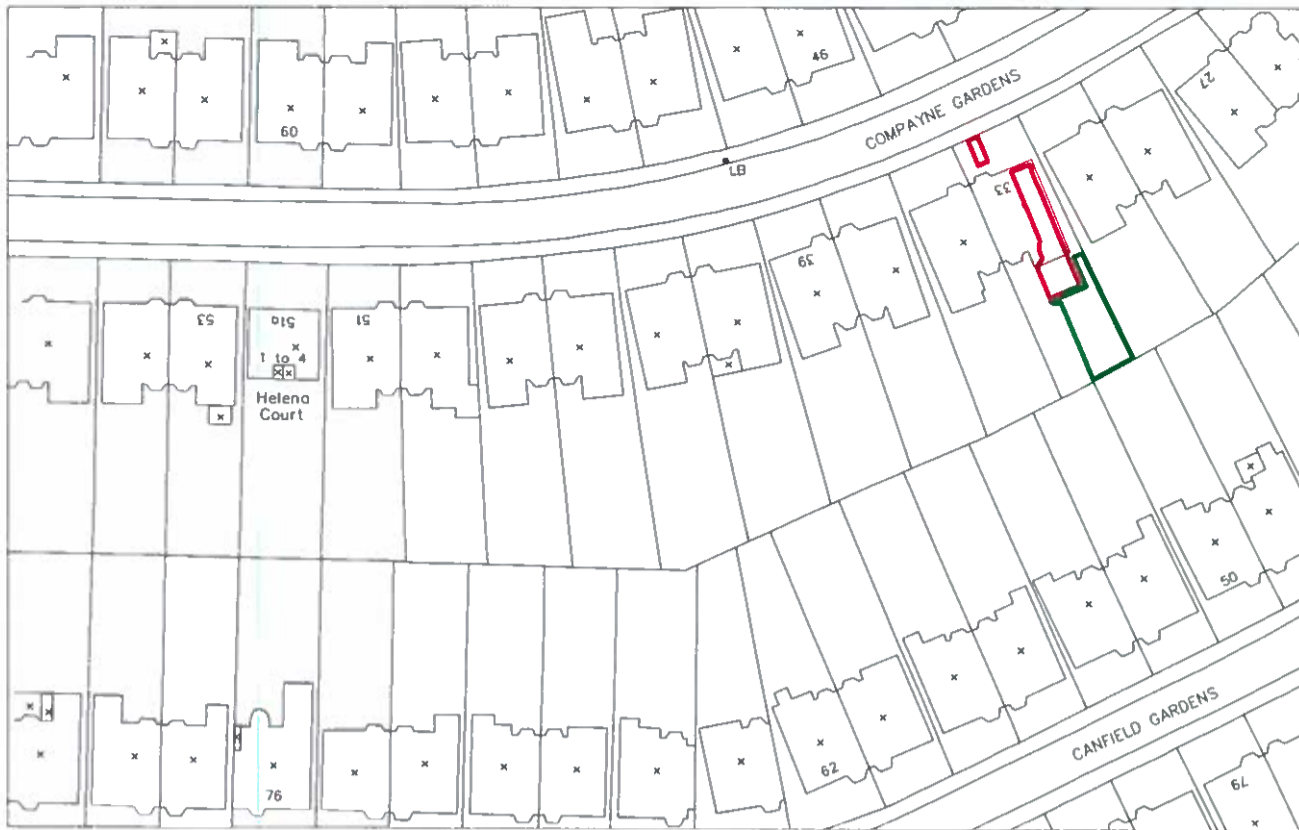 46
27
60
COMPAYNE GARDENS
LB
33
39
53
51a
51
1 to 4
Helena
Court
50
CANFIELD GARDENS
62
76
79